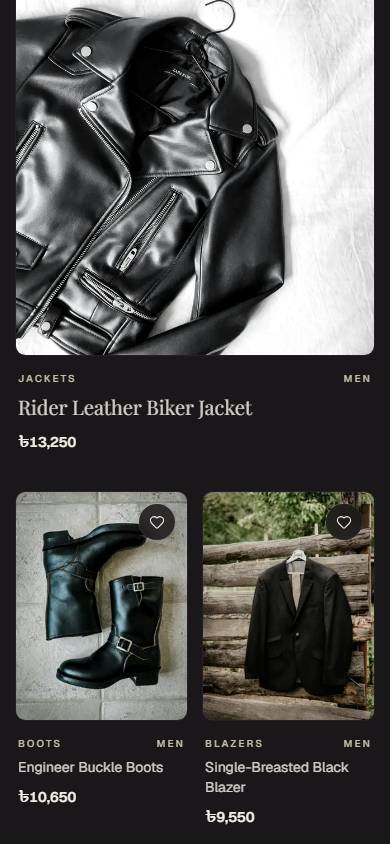 JACKETS MEN
Rider Leather Biker Jacket
৳13,250
BOOTS MEN
BLAZERS MEN
Engineer Buckle Boots
Single-Breasted Black
Blazer
৳10,650
৳9,550